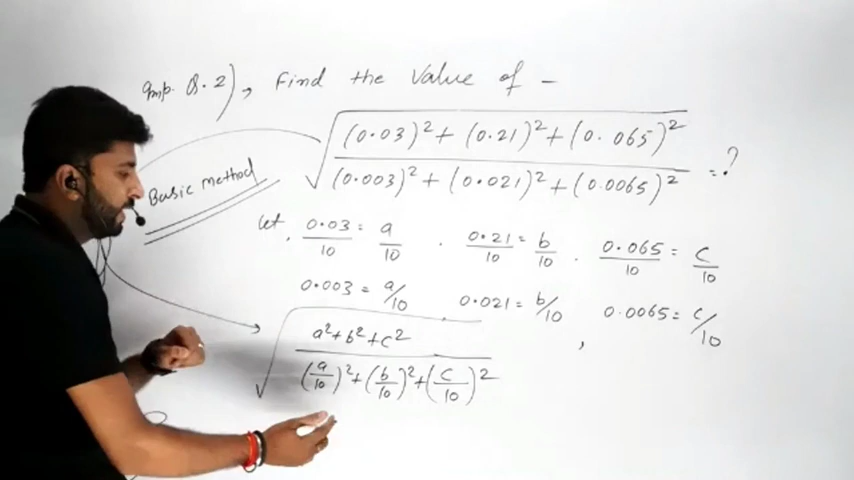 Imp. Q.2) → Find the Value of -
√((0.03)² + (0.21)² + (0.065)² / (0.003)² + (0.021)² + (0.0065)²) = ?
Basic method
let, 0.03/10 = a/10 . 0.21/10 = b/10 . 0.065/10 = c/10
0.003 = a/10 , 0.021 = b/10 , 0.0065 = c/10
√(a² + b² + c² / (a/10)² + (b/10)² + (c/10)²)